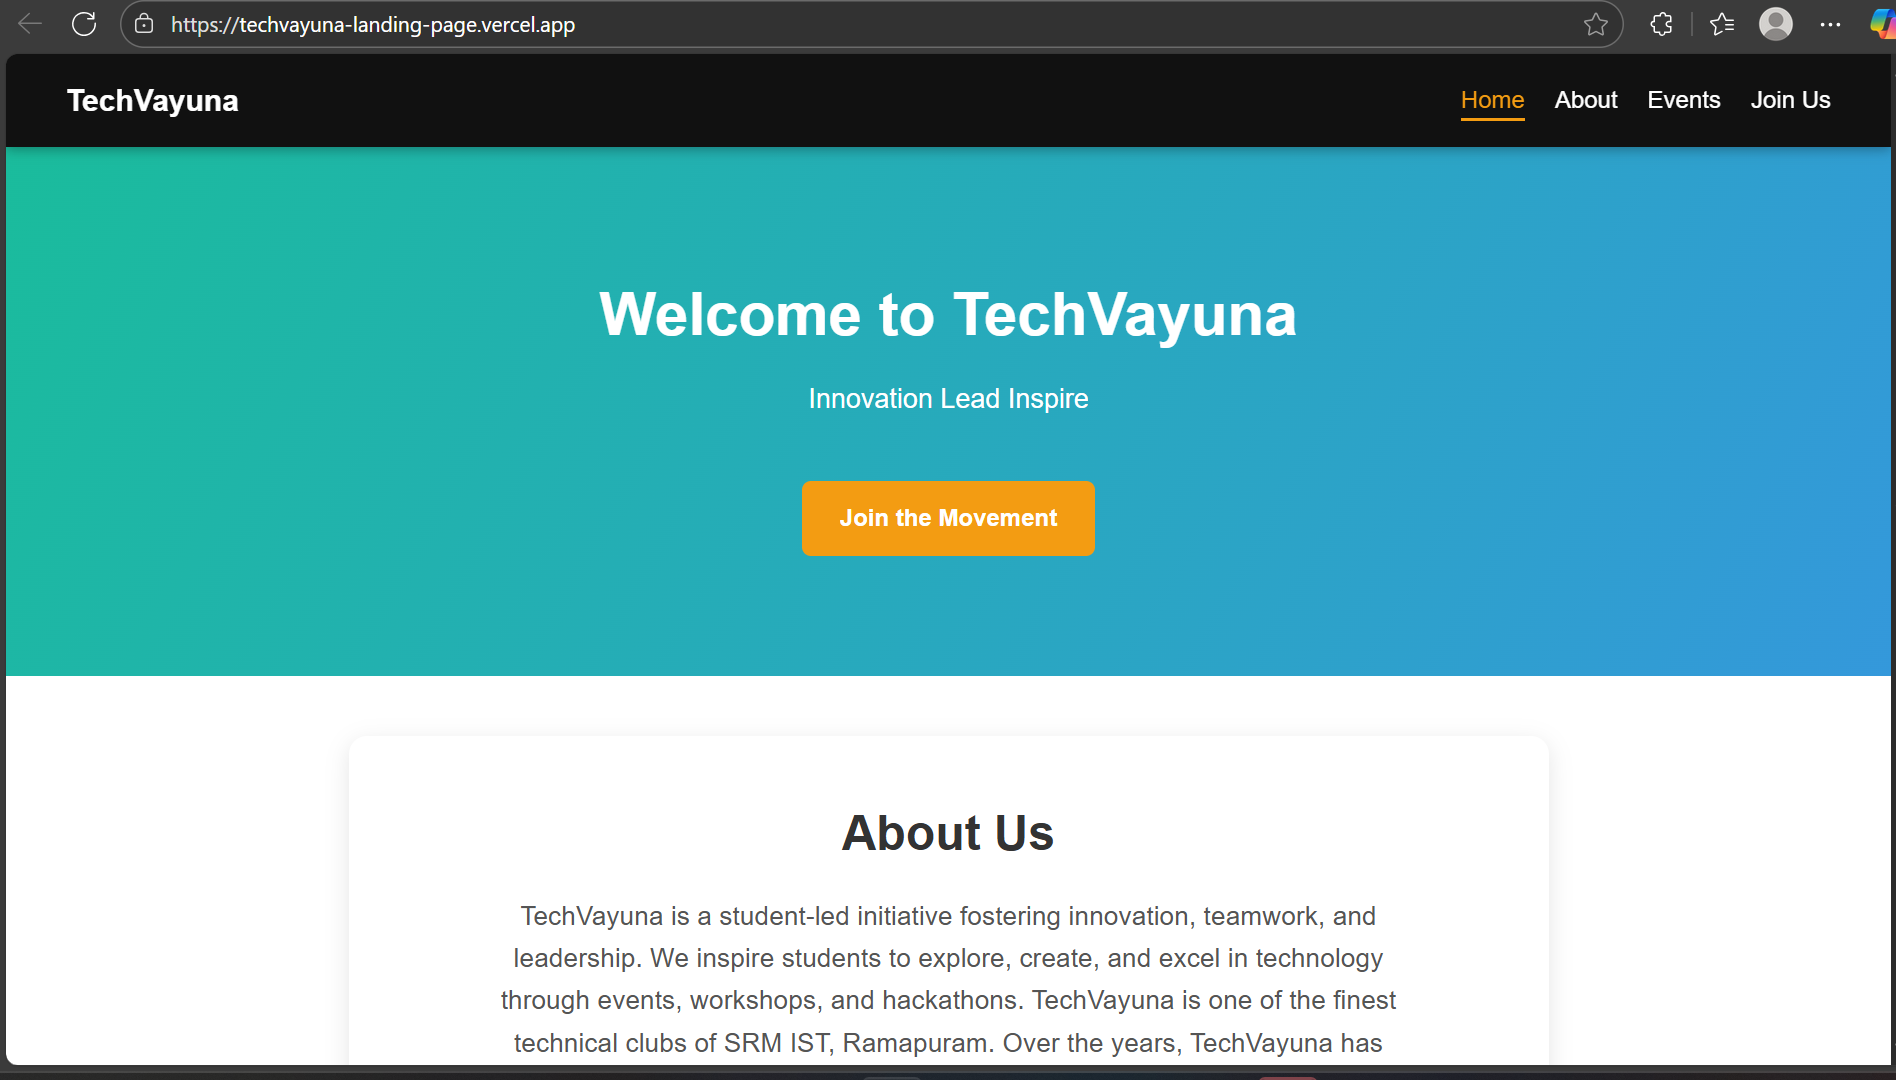 https://techvayuna-landing-page.vercel.app
TechVayuna
Home About Events Join Us
Welcome to TechVayuna
Innovation Lead Inspire
Join the Movement
About Us
TechVayuna is a student-led initiative fostering innovation, teamwork, and
leadership. We inspire students to explore, create, and excel in technology
through events, workshops, and hackathons. TechVayuna is one of the finest
technical clubs of SRM IST, Ramapuram. Over the years, TechVayuna has